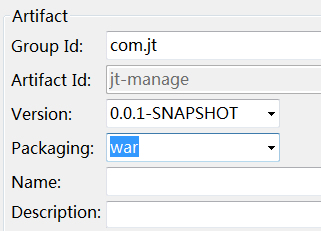 Artifact
Group Id: com.jt
Artifact Id: jt-manage
Version: 0.0.1-SNAPSHOT
Packaging: war
Name:
Description: